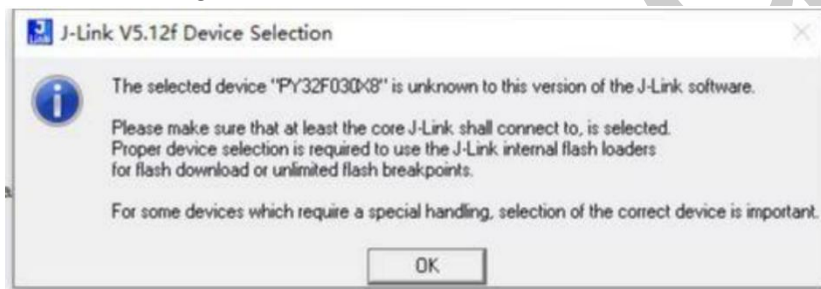 J-Link V5.12f Device Selection
The selected device "PY32F030X8" is unknown to this version of the J-Link software.
Please make sure that at least the core J-Link shall connect to, is selected.
Proper device selection is required to use the J-Link internal flash loaders
for flash download or unlimited flash breakpoints.
For some devices which require a special handling, selection of the correct device is important.
OK